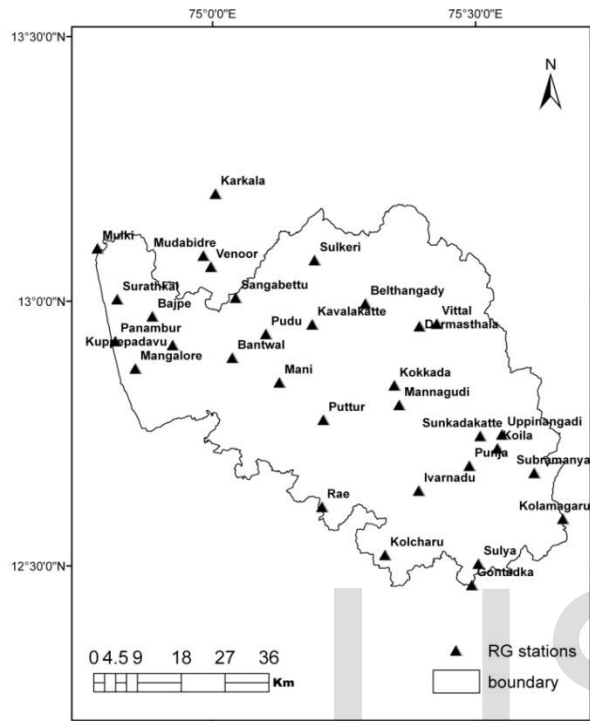 75°0'0"E 75°30'0"E
13°30'0"N
N
Karkala
Mulki
Mudabidre
Venoor
Sulkeri
Surathkal
Sangabettu
13°0'0"N
Bajpe
Belthangady
Pudu
Kavalakatte
Vittal
Panambur
Darmasthala
Kuppepadavu
Bantwal
Mangalore
Mani
Kokkada
Mannagudi
Puttur
Sunkadakatte
Uppinangadi
Koila
Punja
Subramanya
Ivarnadu
Rae
Kolamagaru
Kolcharu
Sulya
12°30'0"N
Gontadka
0 4.5 9 18 27 36
Km
RG stations
boundary